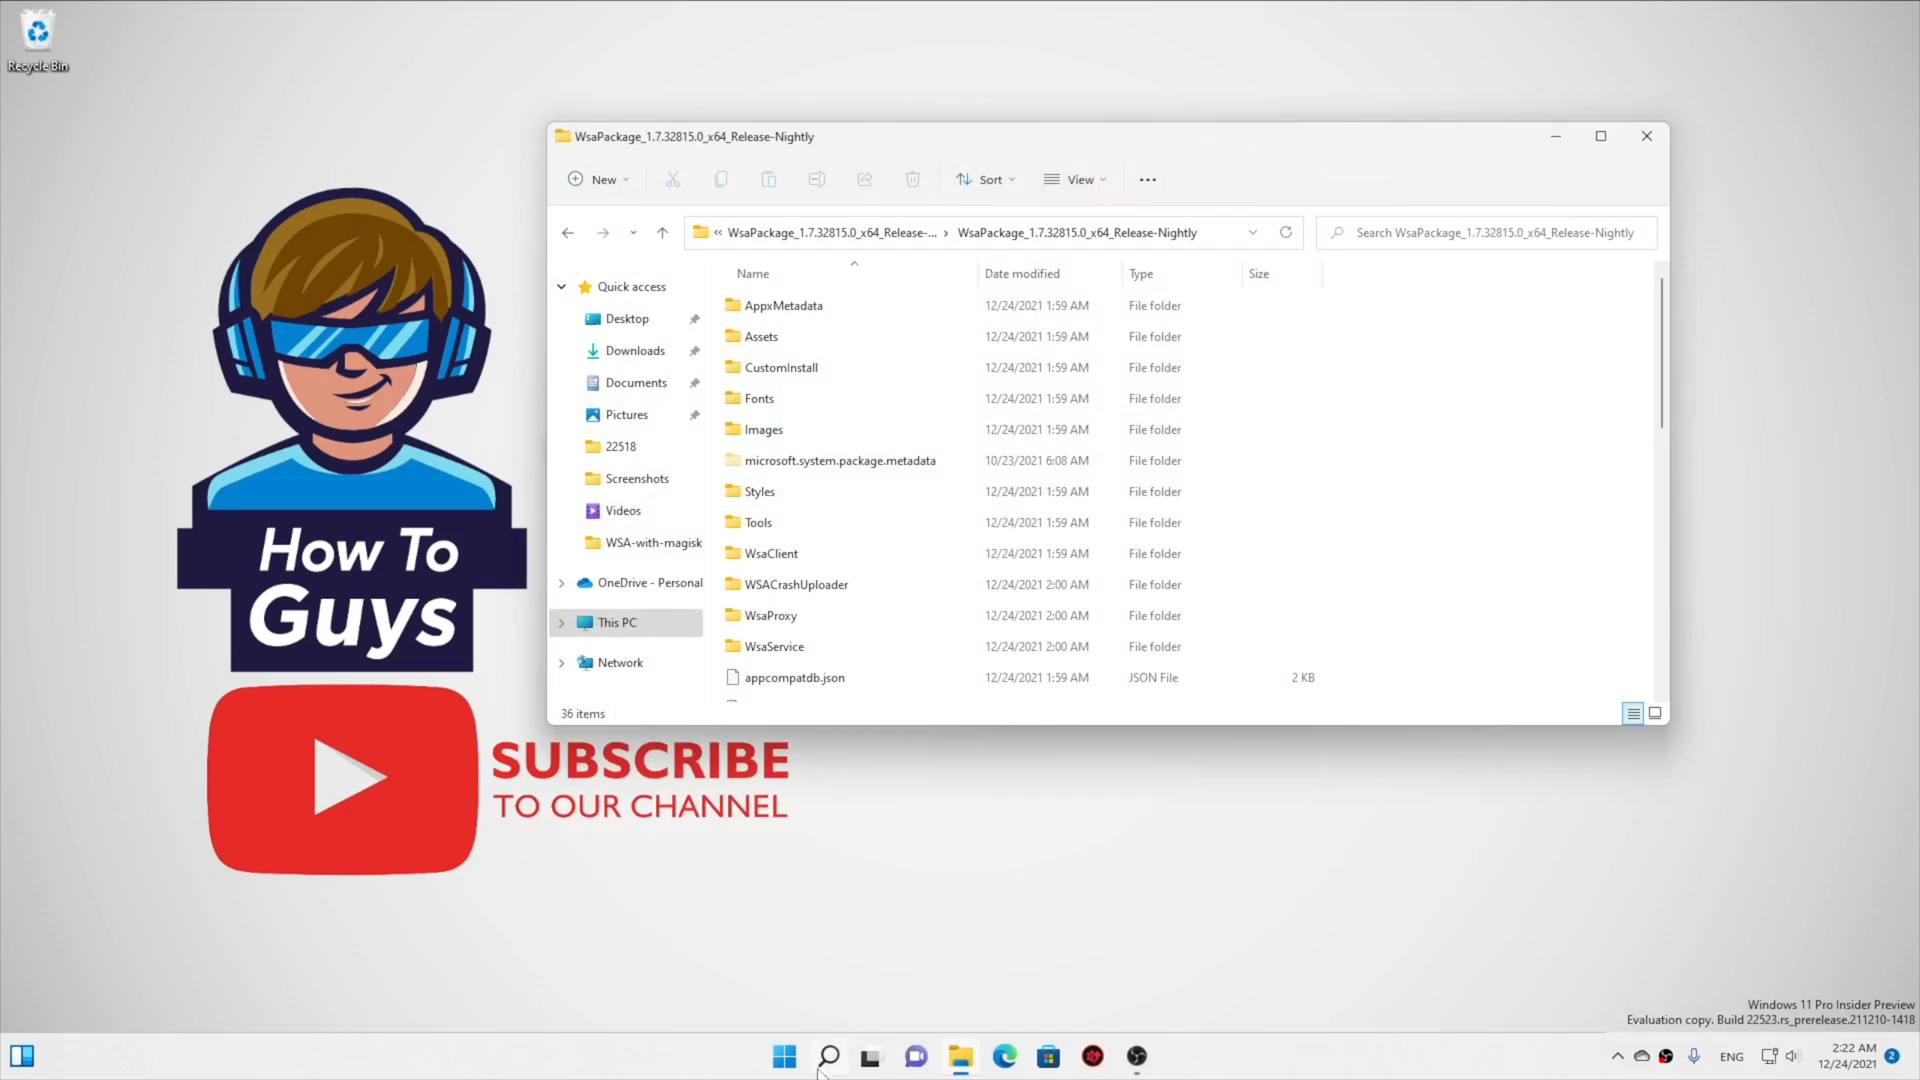 Recycle Bin
WsaPackage_1.7.32815.0_x64_Release-Nightly
New
Sort
View
« WsaPackage_1.7.32815.0_x64_Release-... › WsaPackage_1.7.32815.0_x64_Release-Nightly
Search WsaPackage_1.7.32815.0_x64_Release-Nightly
Name Date modified Type Size
Quick access
Desktop
Downloads
Documents
Pictures
22518
Screenshots
Videos
WSA-with-magisk
OneDrive - Personal
This PC
Network
AppxMetadata 12/24/2021 1:59 AM File folder
Assets 12/24/2021 1:59 AM File folder
CustomInstall 12/24/2021 1:59 AM File folder
Fonts 12/24/2021 1:59 AM File folder
Images 12/24/2021 1:59 AM File folder
microsoft.system.package.metadata 10/23/2021 6:08 AM File folder
Styles 12/24/2021 1:59 AM File folder
Tools 12/24/2021 1:59 AM File folder
WsaClient 12/24/2021 1:59 AM File folder
WSACrashUploader 12/24/2021 2:00 AM File folder
WsaProxy 12/24/2021 2:00 AM File folder
WsaService 12/24/2021 2:00 AM File folder
appcompatdb.json 12/24/2021 1:59 AM JSON File 2 KB
36 items
How To
Guys
SUBSCRIBE
TO OUR CHANNEL
Windows 11 Pro Insider Preview
Evaluation copy. Build 22523.rs_prerelease.211210-1418
ENG
2:22 AM
12/24/2021
2